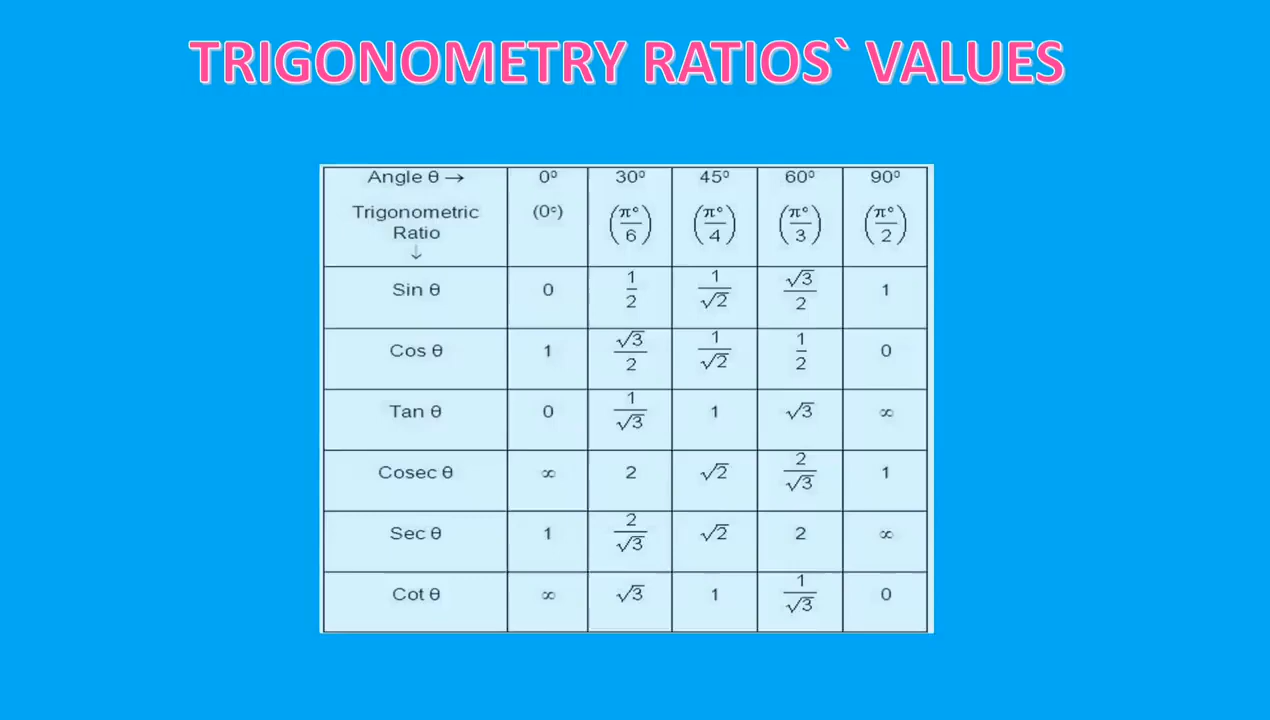 TRIGONOMETRY RATIOS` VALUES
Angle θ → 0° 30° 45° 60° 90°
Trigonometric Ratio ↓ (0ᶜ) (π°/6) (π°/4) (π°/3) (π°/2)
Sin θ 0 1/2 1/√2 √3/2 1
Cos θ 1 √3/2 1/√2 1/2 0
Tan θ 0 1/√3 1 √3 ∞
Cosec θ ∞ 2 √2 2/√3 1
Sec θ 1 2/√3 √2 2 ∞
Cot θ ∞ √3 1 1/√3 0